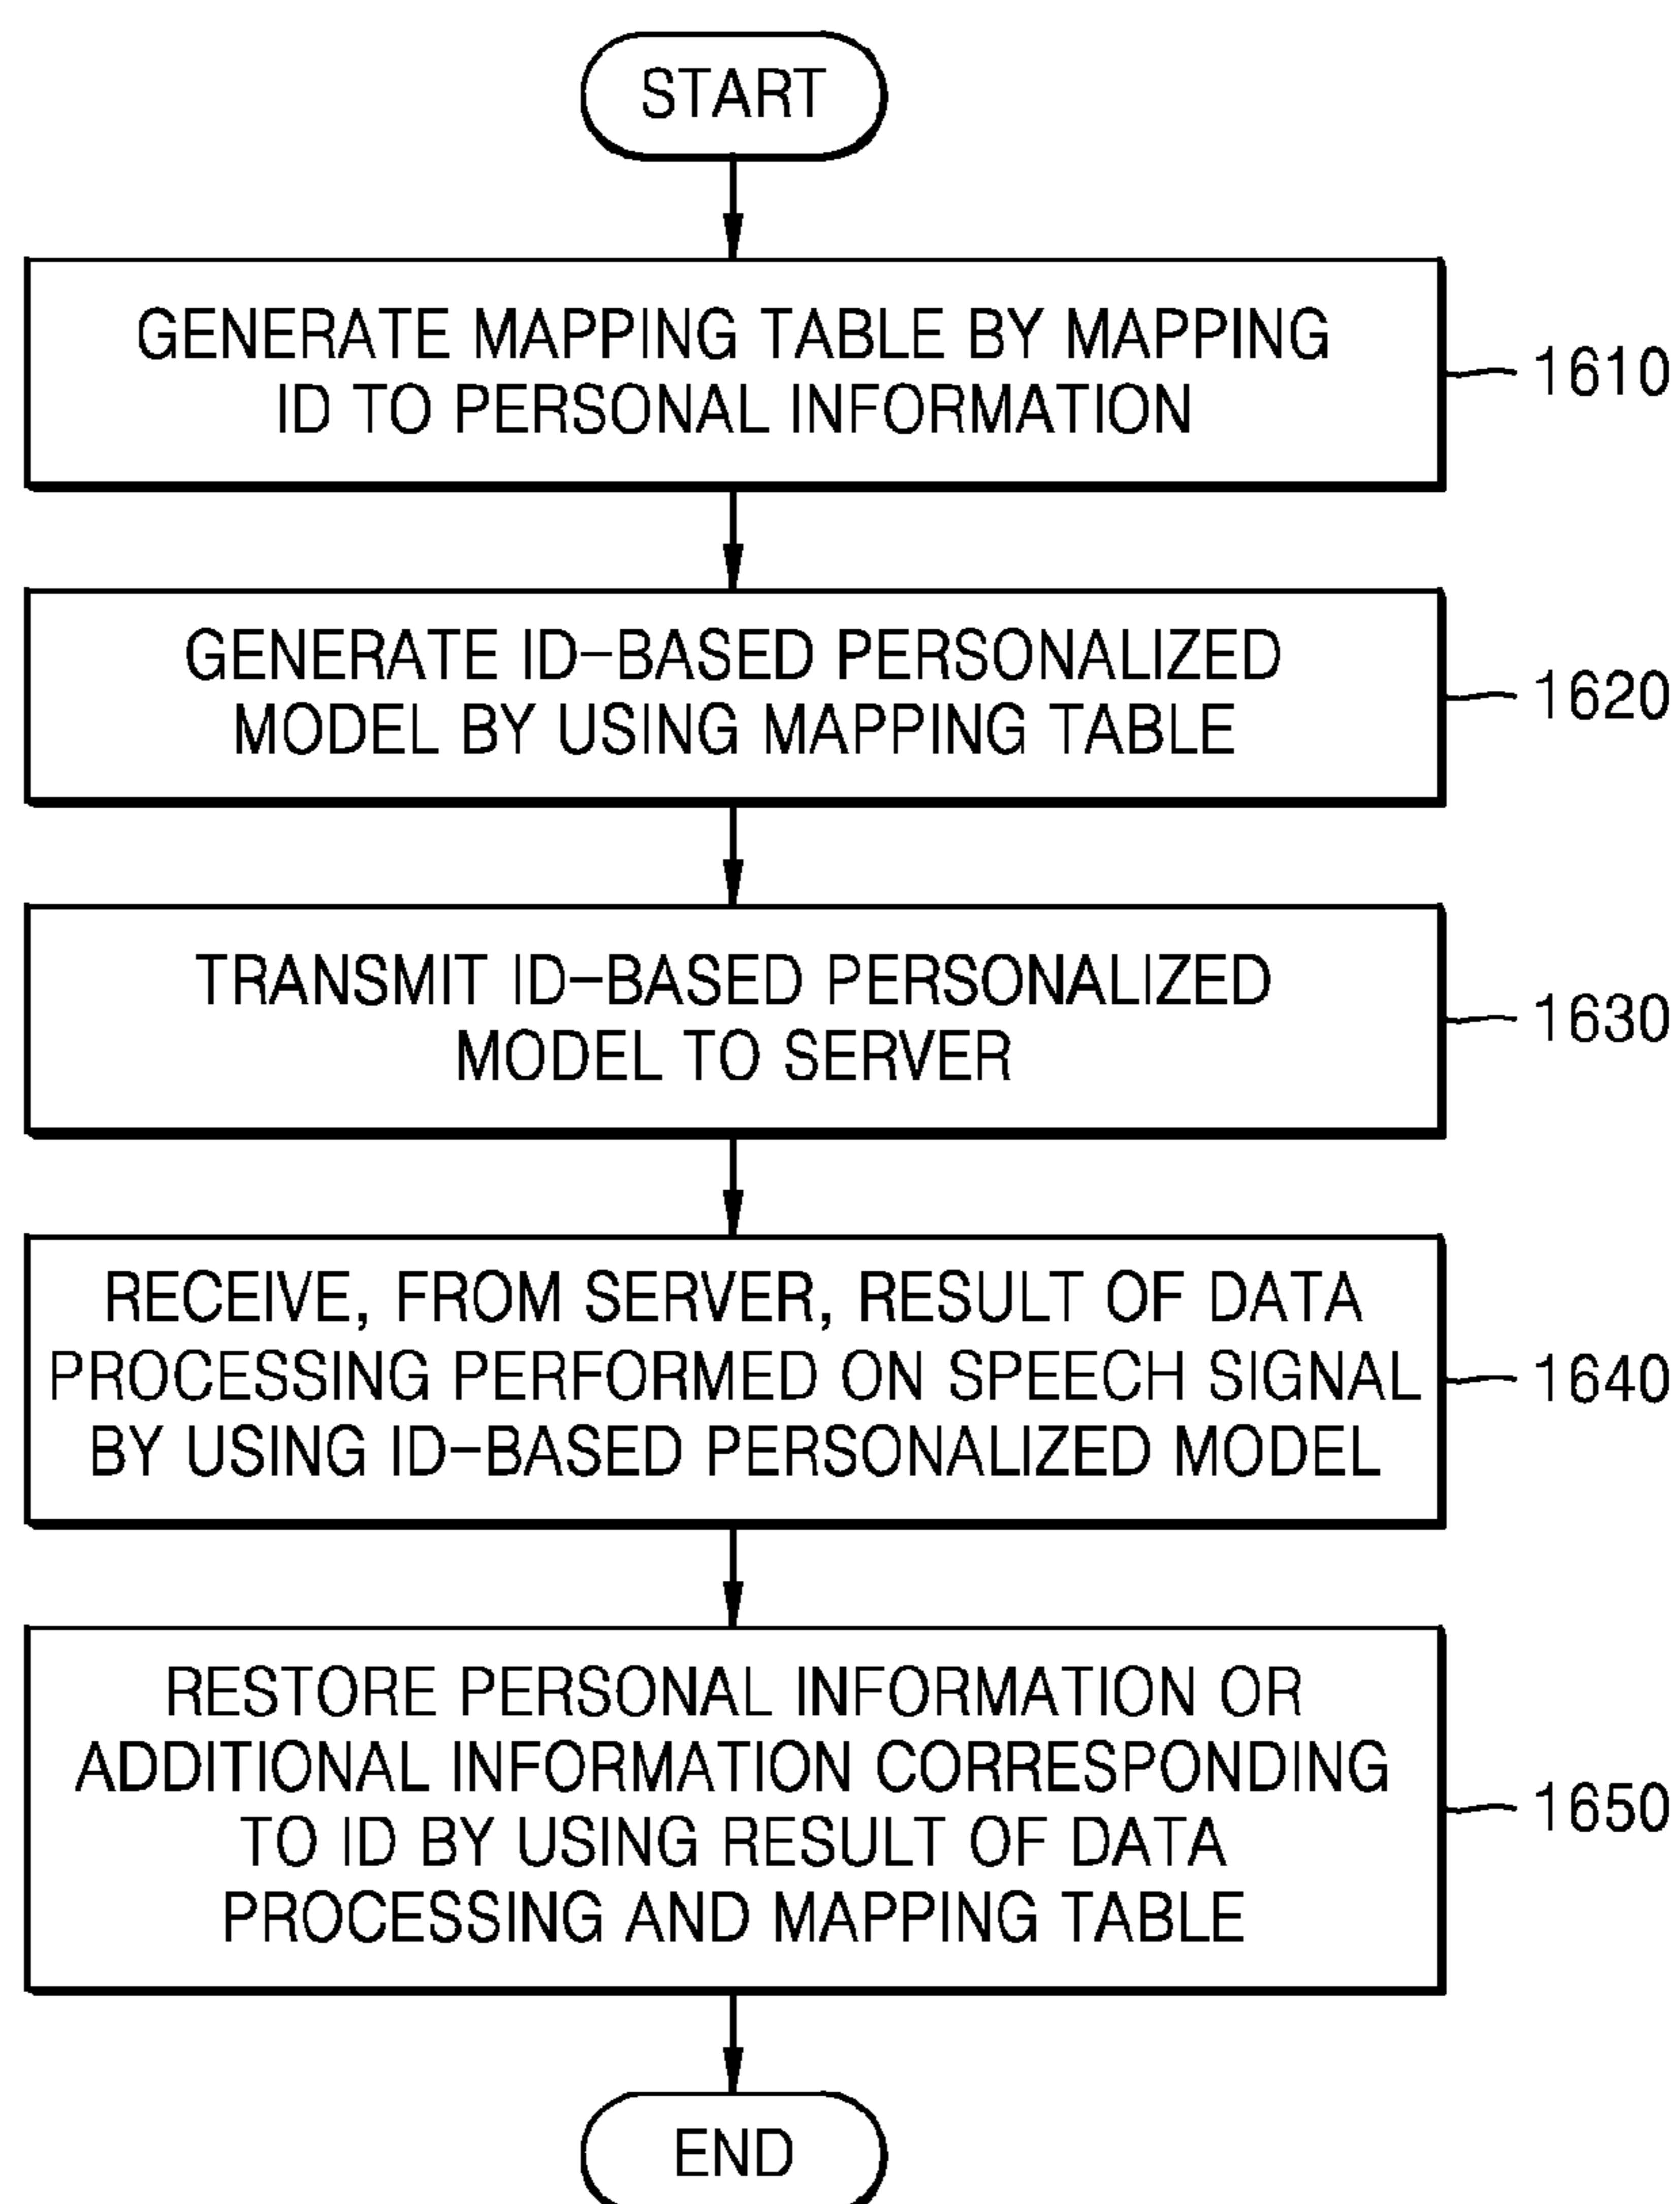 START
GENERATE MAPPING TABLE BY MAPPING
ID TO PERSONAL INFORMATION
1610
GENERATE ID-BASED PERSONALIZED
MODEL BY USING MAPPING TABLE
1620
TRANSMIT ID-BASED PERSONALIZED
MODEL TO SERVER
1630
RECEIVE, FROM SERVER, RESULT OF DATA
PROCESSING PERFORMED ON SPEECH SIGNAL
BY USING ID-BASED PERSONALIZED MODEL
1640
RESTORE PERSONAL INFORMATION OR
ADDITIONAL INFORMATION CORRESPONDING
TO ID BY USING RESULT OF DATA
PROCESSING AND MAPPING TABLE
1650
END